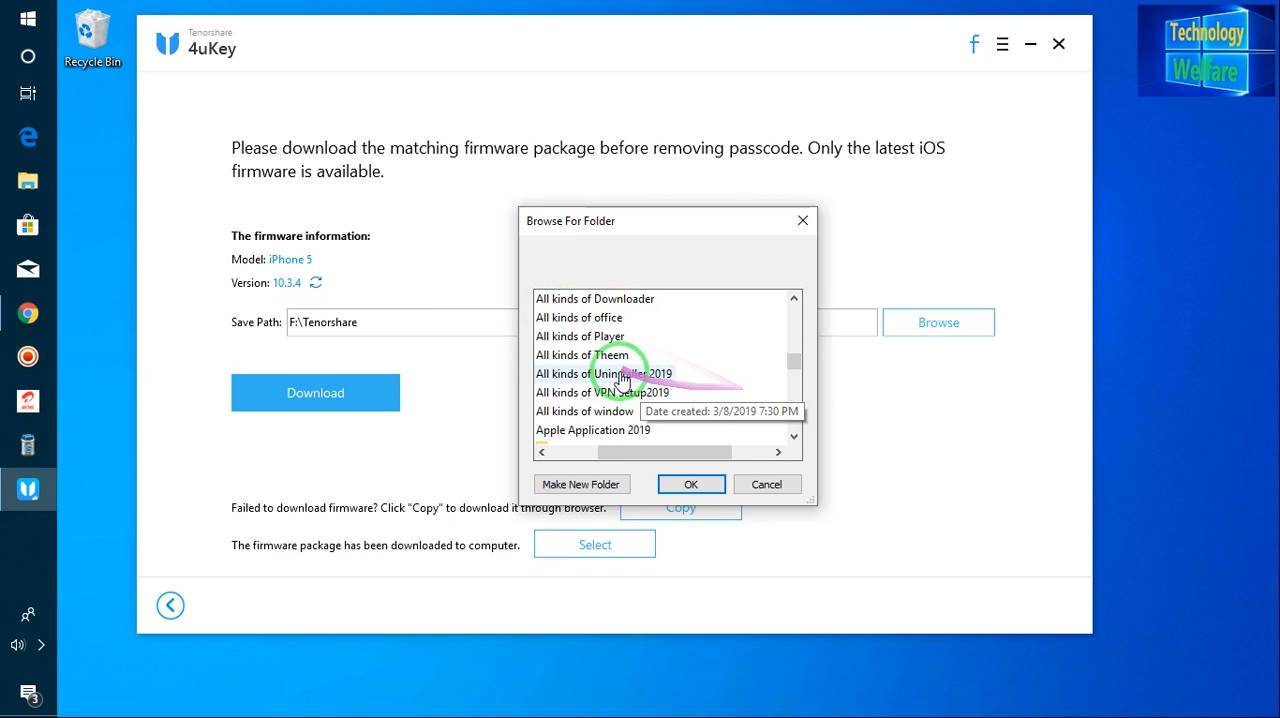 Recycle Bin
Tenorshare
4uKey
Technology
Welfare
Please download the matching firmware package before removing passcode. Only the latest iOS
firmware is available.
The firmware information:
Model: iPhone 5
Version: 10.3.4
Save Path: F:\Tenorshare
Browse
Download
Browse For Folder
All kinds of Downloader
All kinds of office
All kinds of Player
All kinds of Theem
All kinds of Uninstaller 2019
All kinds of VPN Setup2019
All kinds of window
Date created: 3/8/2019 7:30 PM
Apple Application 2019
Make New Folder
OK
Cancel
Failed to download firmware? Click "Copy" to download it through browser.
Copy
The firmware package has been downloaded to computer.
Select
airtel
3